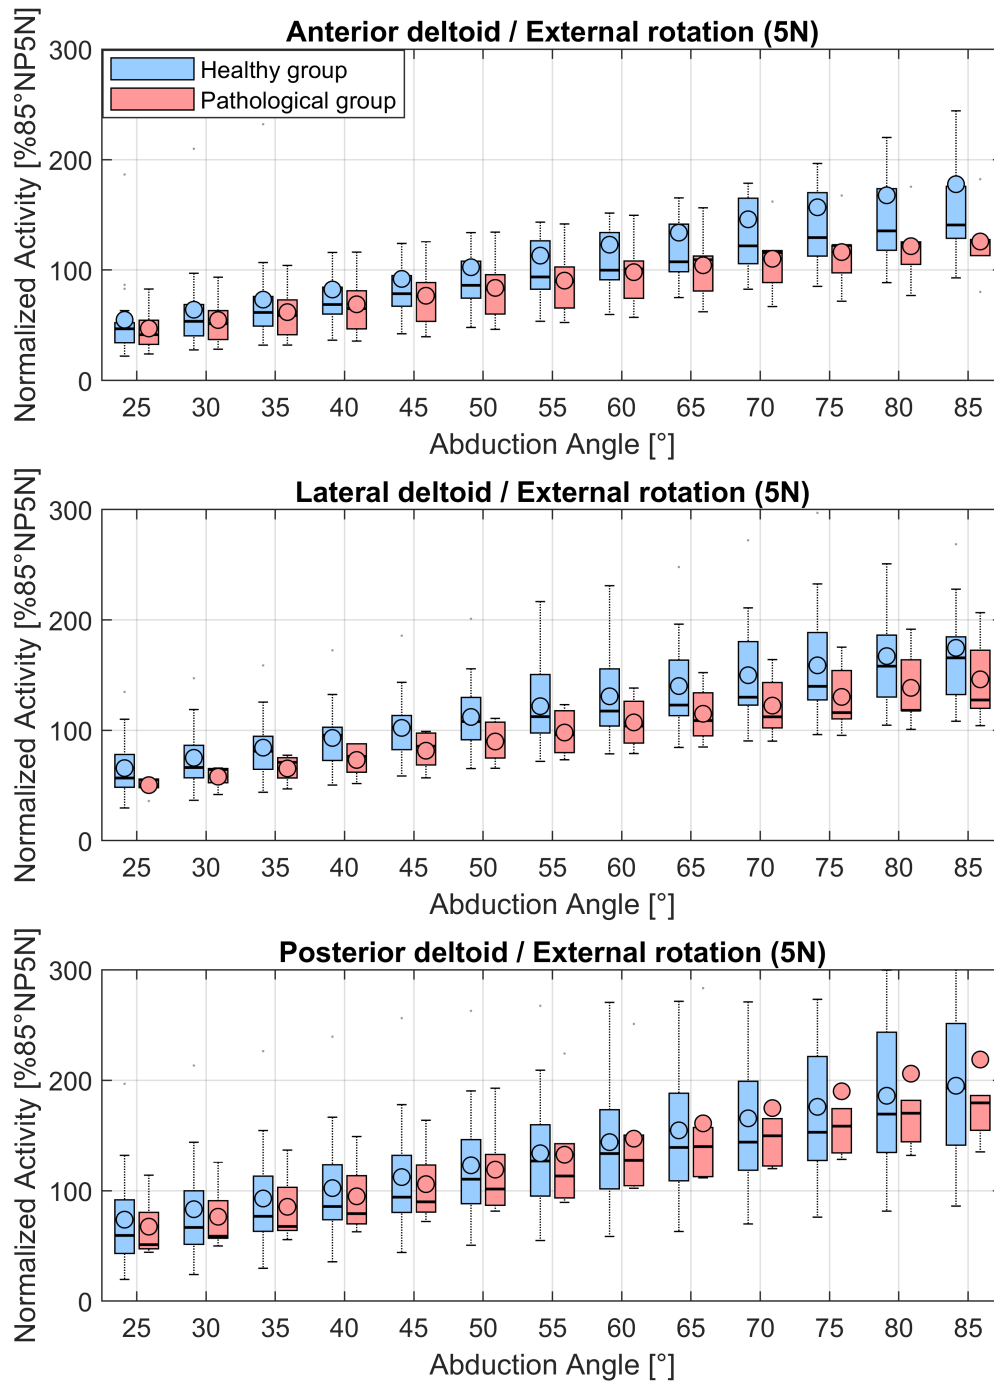 Anterior deltoid / External rotation (5N)
Normalized Activity [%85°NP5N]
300
200
100
0
Healthy group
Pathological group
25 30 35 40 45 50 55 60 65 70 75 80 85
Abduction Angle [°]
Lateral deltoid / External rotation (5N)
Normalized Activity [%85°NP5N]
300
200
100
0
25 30 35 40 45 50 55 60 65 70 75 80 85
Abduction Angle [°]
Posterior deltoid / External rotation (5N)
Normalized Activity [%85°NP5N]
300
200
100
0
25 30 35 40 45 50 55 60 65 70 75 80 85
Abduction Angle [°]